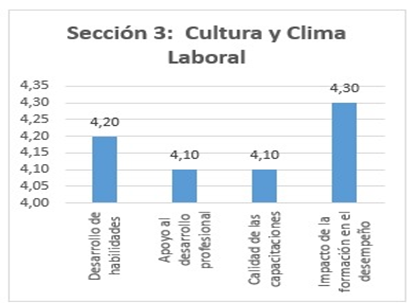 Sección 3:  Cultura y Clima
Laboral
4,35
4,30
4,25
4,20
4,15
4,10
4,05
4,00
4,20
4,10
4,10
4,30
Desarrollo de
habilidades
Apoyo al
desarrollo
profesional
Calidad de las
capacitaciones
Impacto de la
formación en el
desempeño